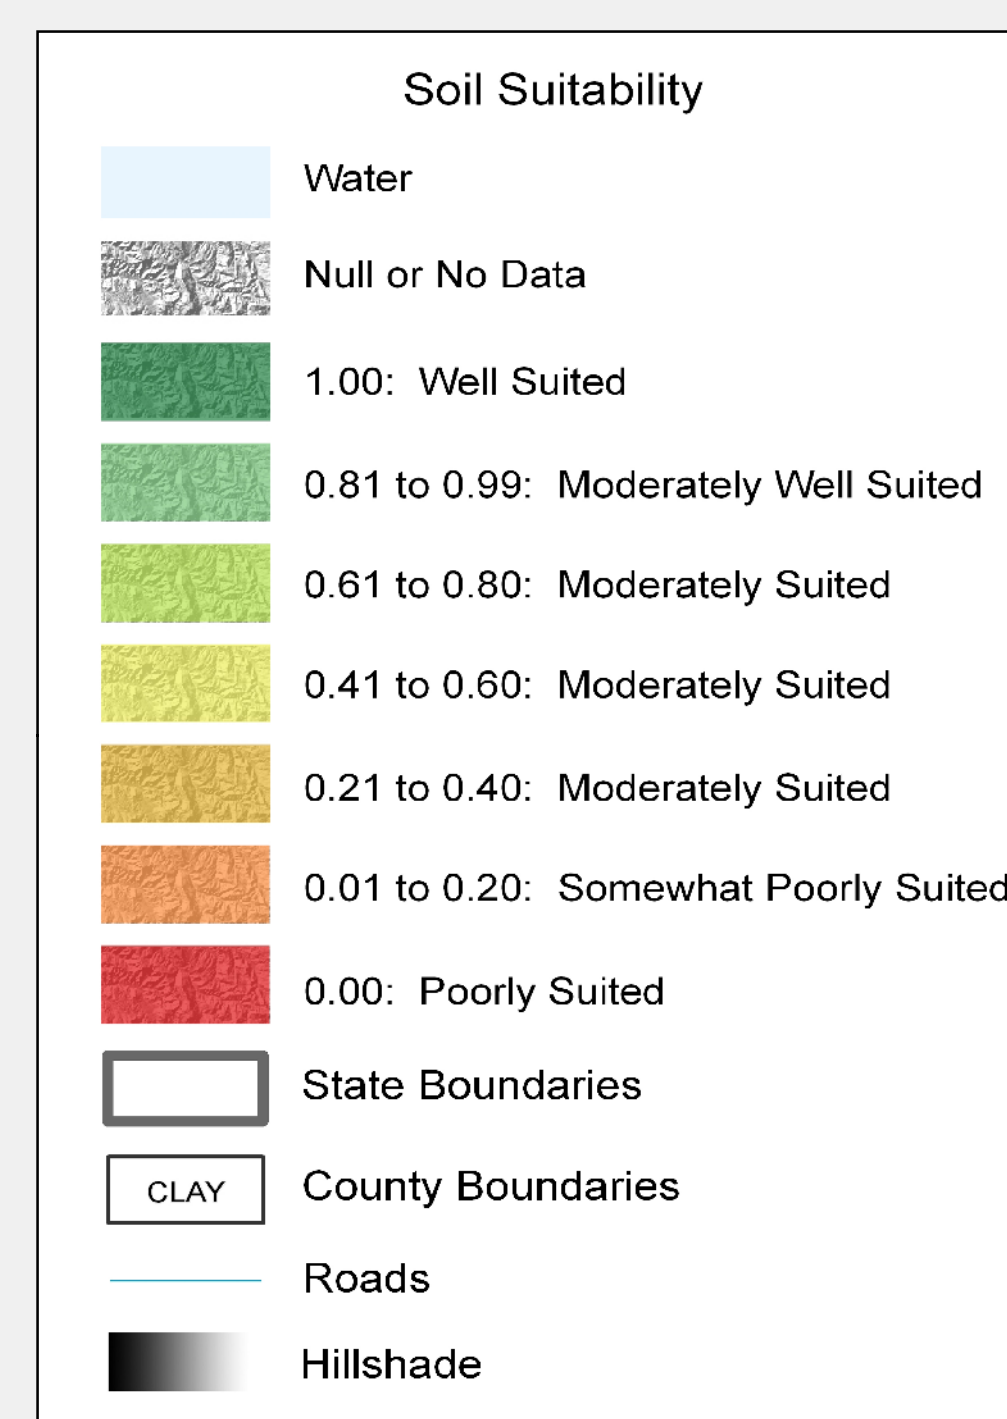 Soil Suitability
Water
Null or No Data
1.00:  Well Suited
0.81 to 0.99:  Moderately Well Suited
0.61 to 0.80:  Moderately Suited
0.41 to 0.60:  Moderately Suited
0.21 to 0.40:  Moderately Suited
0.01 to 0.20:  Somewhat Poorly Suited
0.00:  Poorly Suited
State Boundaries
CLAY County Boundaries
Roads
Hillshade